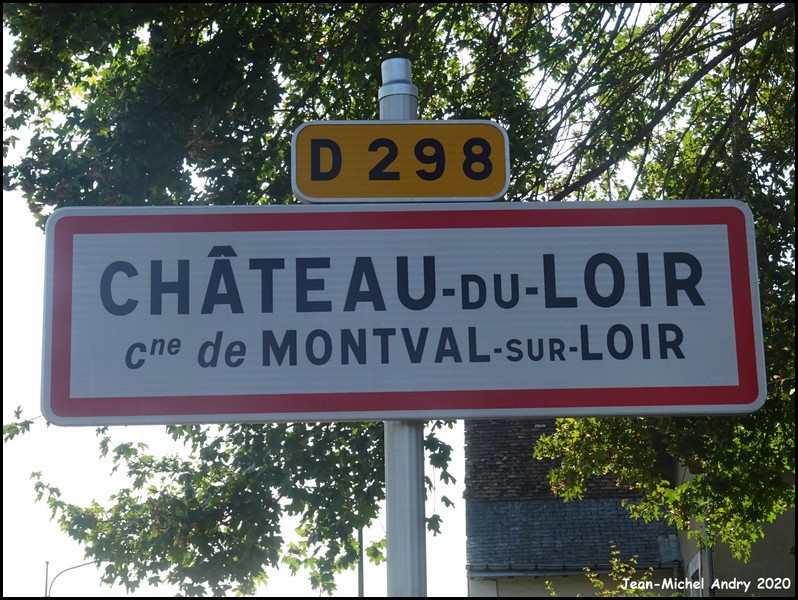 D 298
CHÂTEAU-DU-LOIR
Cne de MONTVAL-SUR-LOIR
Jean-Michel Andry 2020